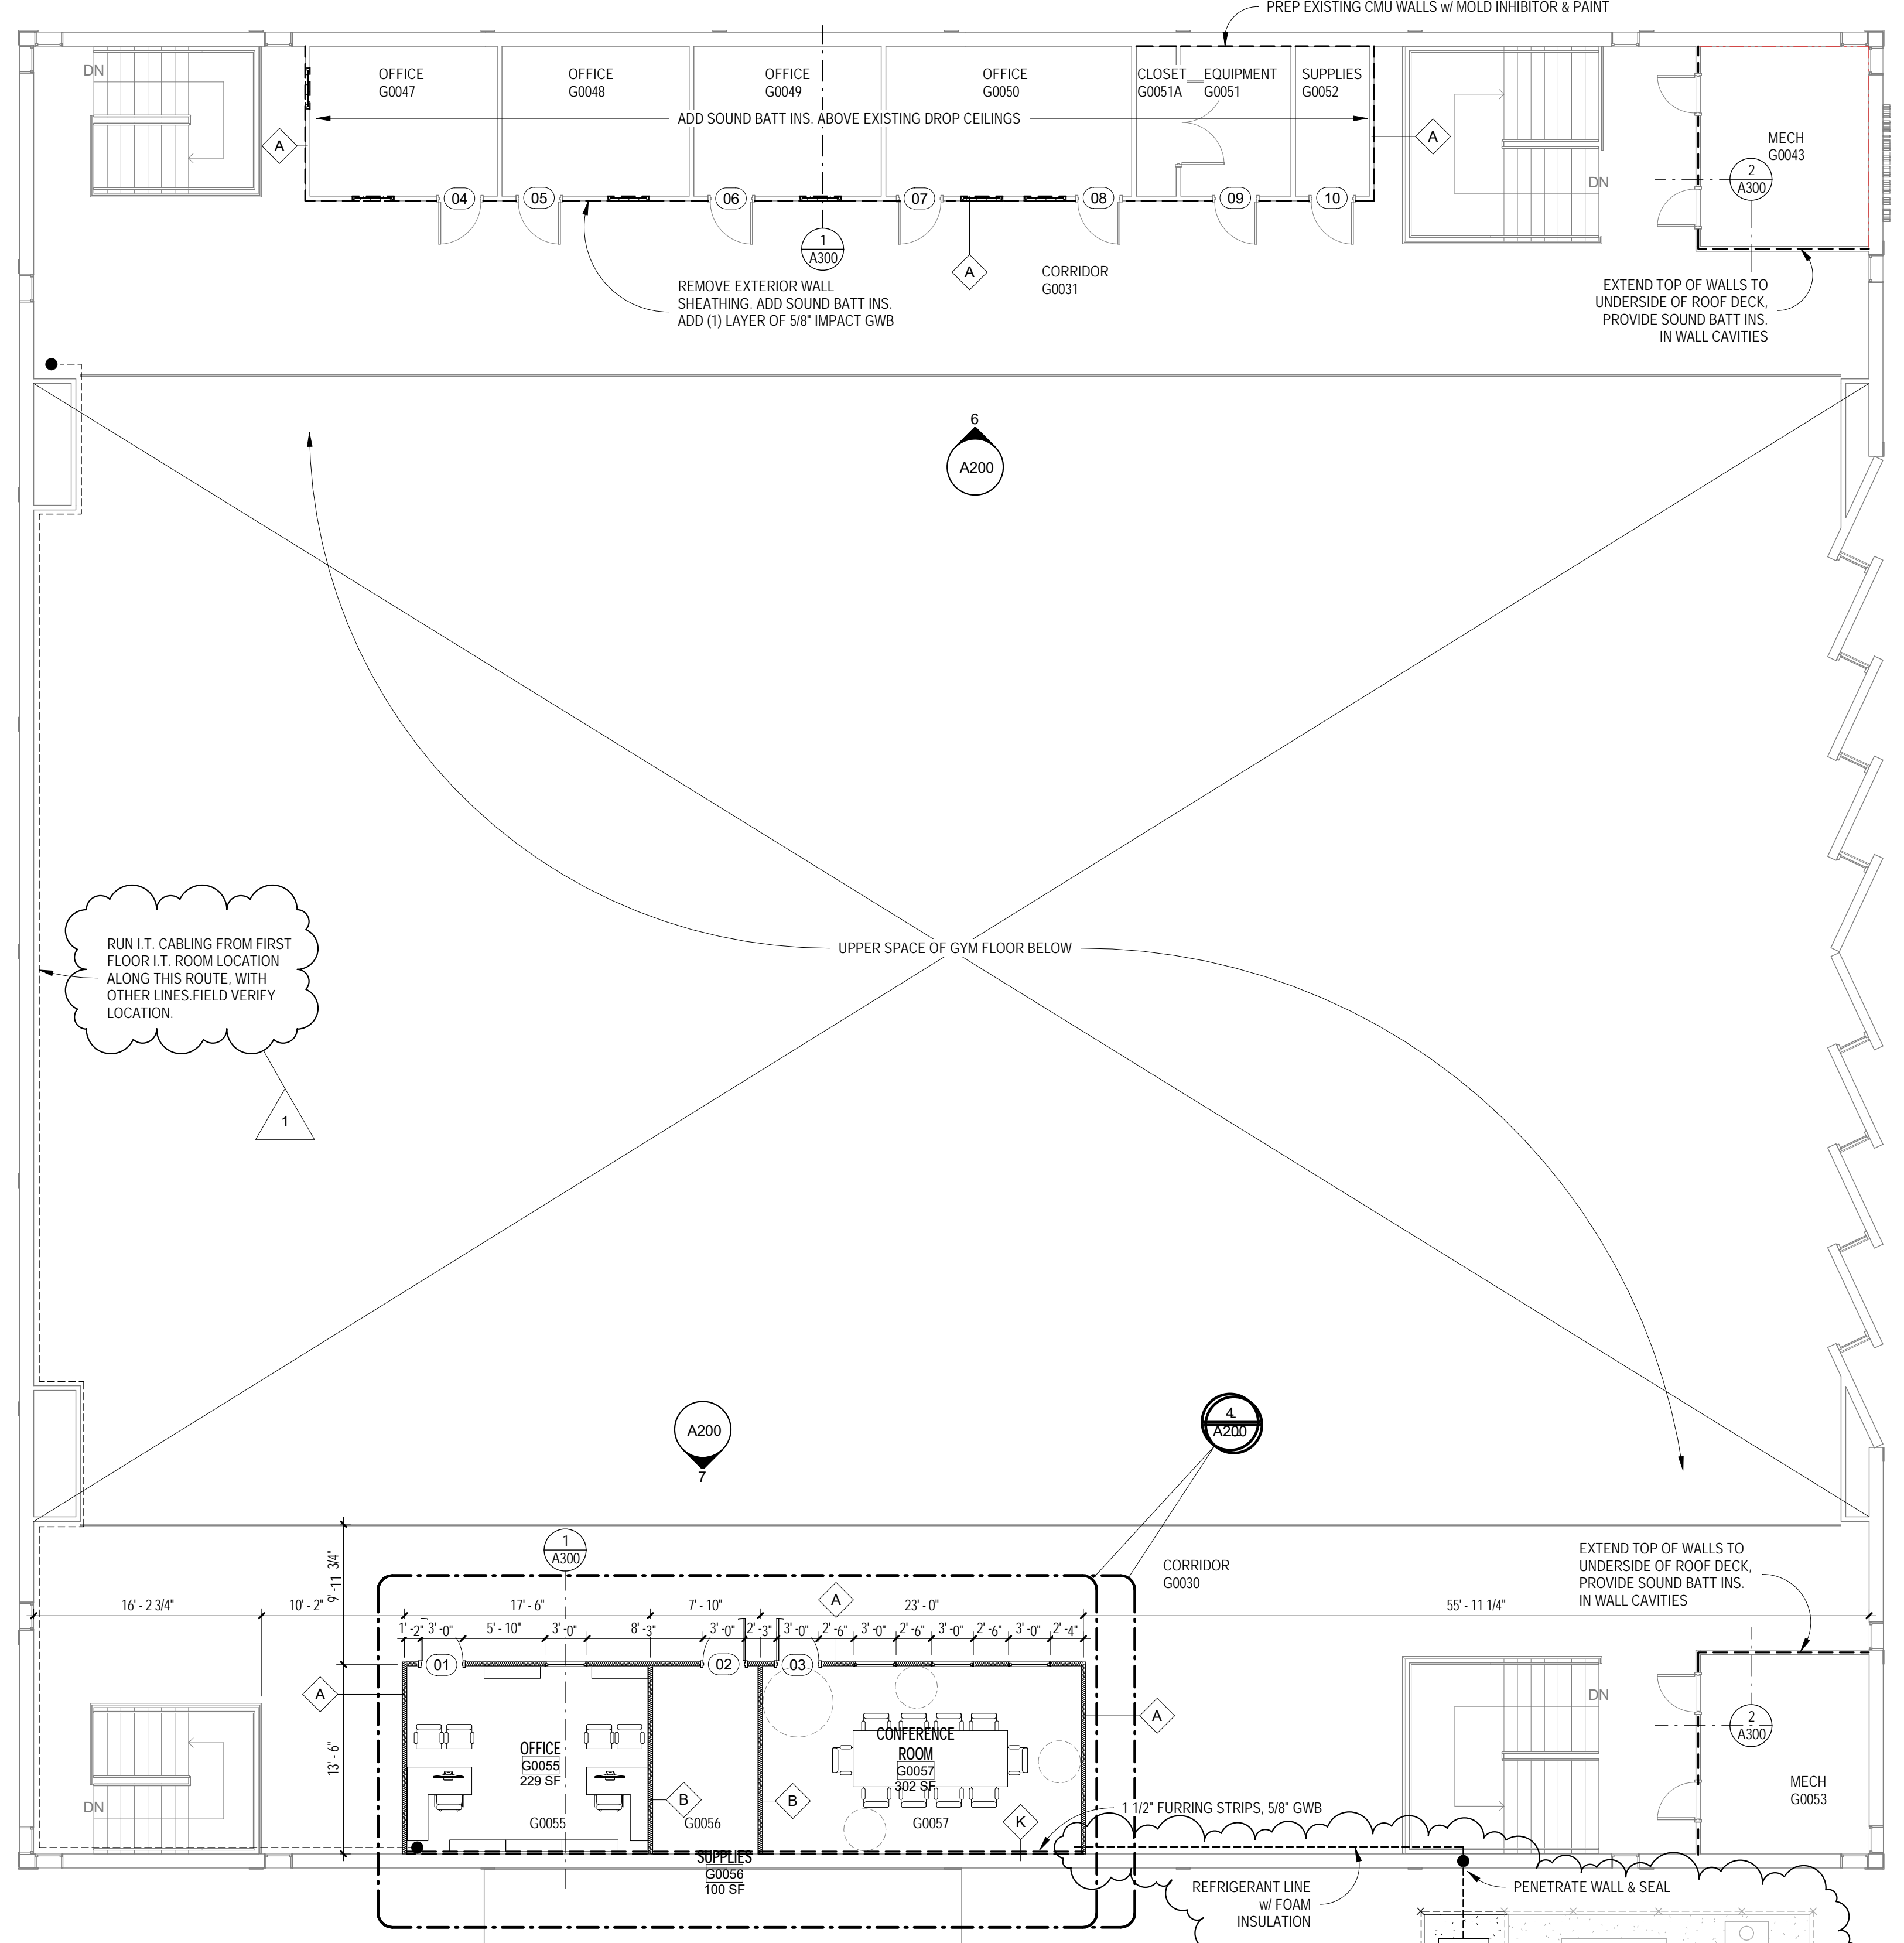 PREP EXISTING CMU WALLS w/ MOLD INHIBITOR & PAINT
DN
OFFICE
G0047
OFFICE
G0048
OFFICE
G0049
OFFICE
G0050
CLOSET
G0051A
EQUIPMENT
G0051
SUPPLIES
G0052
ADD SOUND BATT INS. ABOVE EXISTING DROP CEILINGS
A
A
MECH
G0043
2
A300
DN
04
05
06
07
08
09
10
1
A300
A
CORRIDOR
G0031
REMOVE EXTERIOR WALL
SHEATHING. ADD SOUND BATT INS.
ADD (1) LAYER OF 5/8" IMPACT GWB
EXTEND TOP OF WALLS TO
UNDERSIDE OF ROOF DECK,
PROVIDE SOUND BATT INS.
IN WALL CAVITIES
6
A200
RUN I.T. CABLING FROM FIRST
FLOOR I.T. ROOM LOCATION
ALONG THIS ROUTE, WITH
OTHER LINES.FIELD VERIFY
LOCATION.
1
UPPER SPACE OF GYM FLOOR BELOW
A200
7
4
A200
1
A300
CORRIDOR
G0030
EXTEND TOP OF WALLS TO
UNDERSIDE OF ROOF DECK,
PROVIDE SOUND BATT INS.
IN WALL CAVITIES
9' - 11 3/4"
16' - 2 3/4"
10' - 2"
17' - 6"
7' - 10"
A
23' - 0"
55' - 11 1/4"
1' - 2"
3' - 0"
5' - 10"
3' - 0"
8' - 3"
3' - 0"
2' - 3"
3' - 0"
2' - 6"
3' - 0"
2' - 6"
3' - 0"
2' - 6"
3' - 0"
2' - 4"
01
02
03
A
A
DN
2
A300
13' - 6"
OFFICE
G0055
229 SF
CONFERENCE
ROOM
G0057
302 SF
B
B
K
G0055
G0056
G0057
1 1/2" FURRING STRIPS, 5/8" GWB
DN
MECH
G0053
SUPPLIES
G0056
100 SF
REFRIGERANT LINE
w/ FOAM
INSULATION
PENETRATE WALL & SEAL